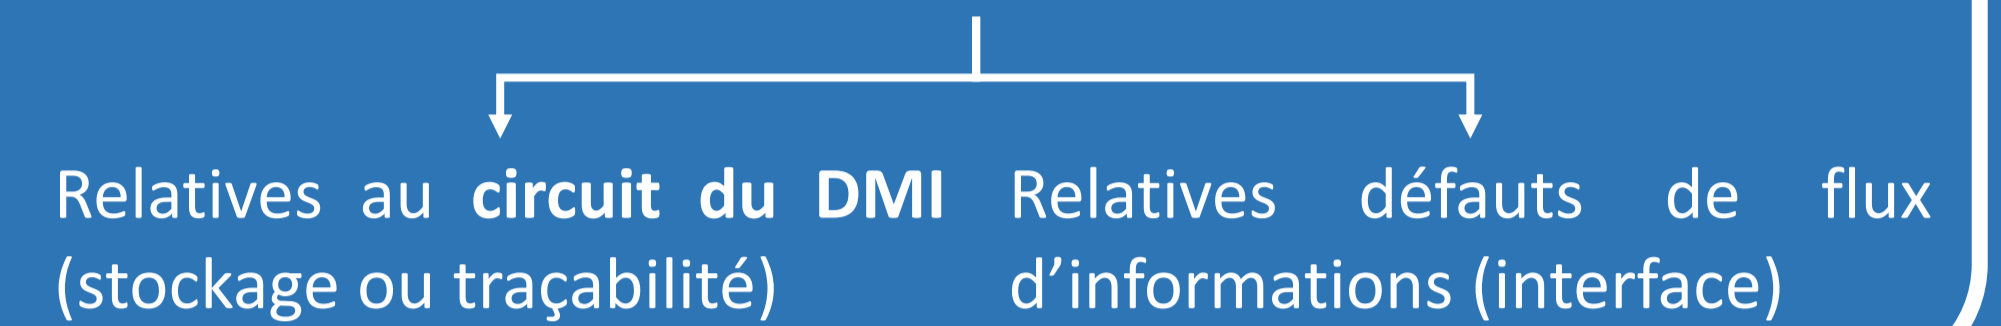 Relatives au circuit du DMI
(stockage ou traçabilité)
Relatives défauts de flux
d’informations (interface)